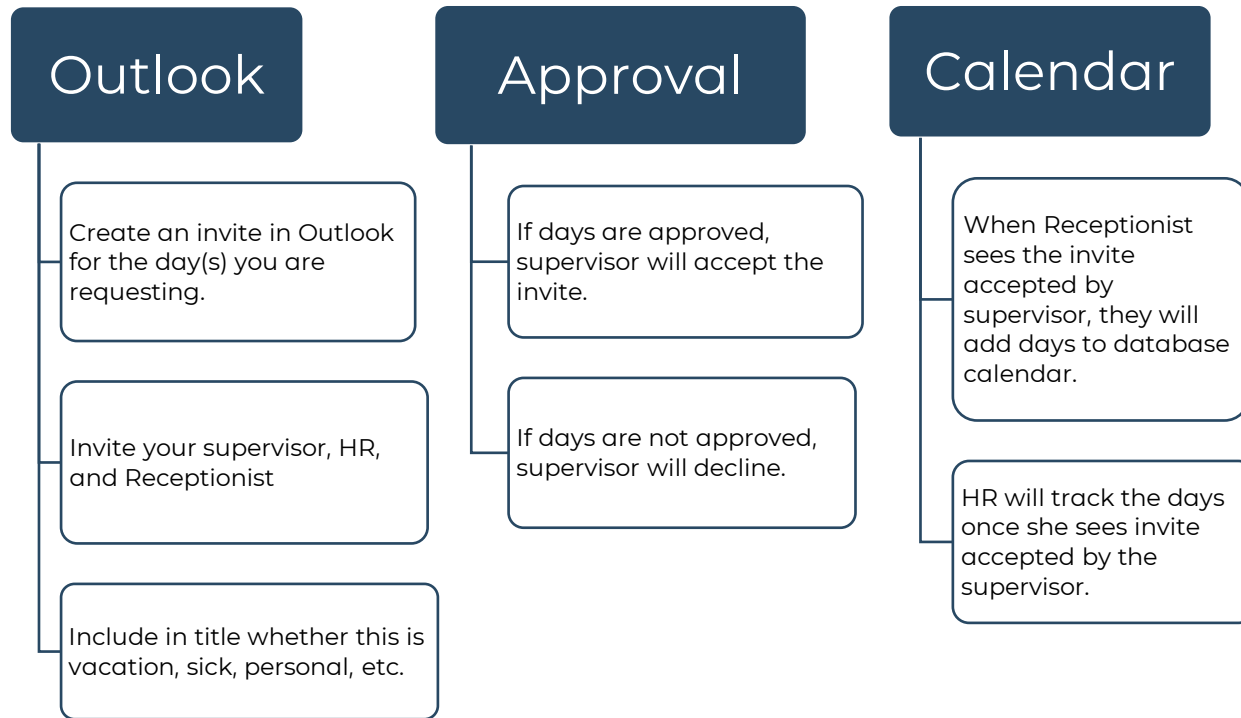 Outlook
Create an invite in Outlook
for the day(s) you are
requesting.
Invite your supervisor, HR,
and Receptionist
Include in title whether this is
vacation, sick, personal, etc.
Approval
If days are approved,
supervisor will accept the
invite.
If days are not approved,
supervisor will decline.
Calendar
When Receptionist
sees the invite
accepted by
supervisor, they will
add days to database
calendar.
HR will track the days
once she sees invite
accepted by the
supervisor.